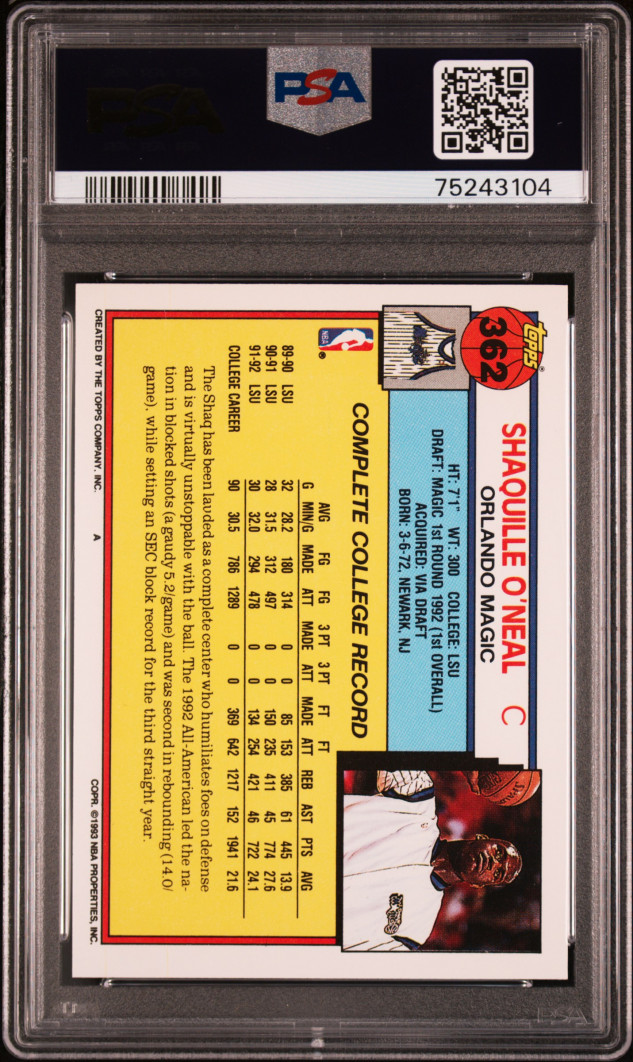 PSA
PSA
75243104
topps®
362
SHAQUILLE O'NEAL C
ORLANDO MAGIC
HT: 7'1" WT: 300 COLLEGE: LSU
DRAFT: MAGIC 1st ROUND 1992 (1st OVERALL)
ACQUIRED: VIA DRAFT
BORN: 3-6-72, NEWARK, NJ
NBA®
COMPLETE COLLEGE RECORD
AVG FG FG 3 PT 3 PT FT FT
G MIN/G MADE ATT MADE ATT MADE ATT REB AST PTS AVG
89-90 LSU 32 28.2 180 314 0 0 85 153 385 61 445 13.9
90-91 LSU 28 31.5 312 497 0 0 150 235 411 45 774 27.6
91-92 LSU 30 32.0 294 478 0 0 134 254 421 46 722 24.1
COLLEGE CAREER 90 30.5 786 1289 0 0 369 642 1217 152 1941 21.6
The Shaq has been lauded as a complete center who humiliates foes on defense
and is virtually unstoppable with the ball. The 1992 All-American led the na-
tion in blocked shots (a gaudy 5.2/game) and was second in rebounding (14.0/
game), while setting an SEC block record for the third straight year.
CREATED BY THE TOPPS COMPANY, INC. A COPR. ©1993 NBA PROPERTIES, INC.
PSA